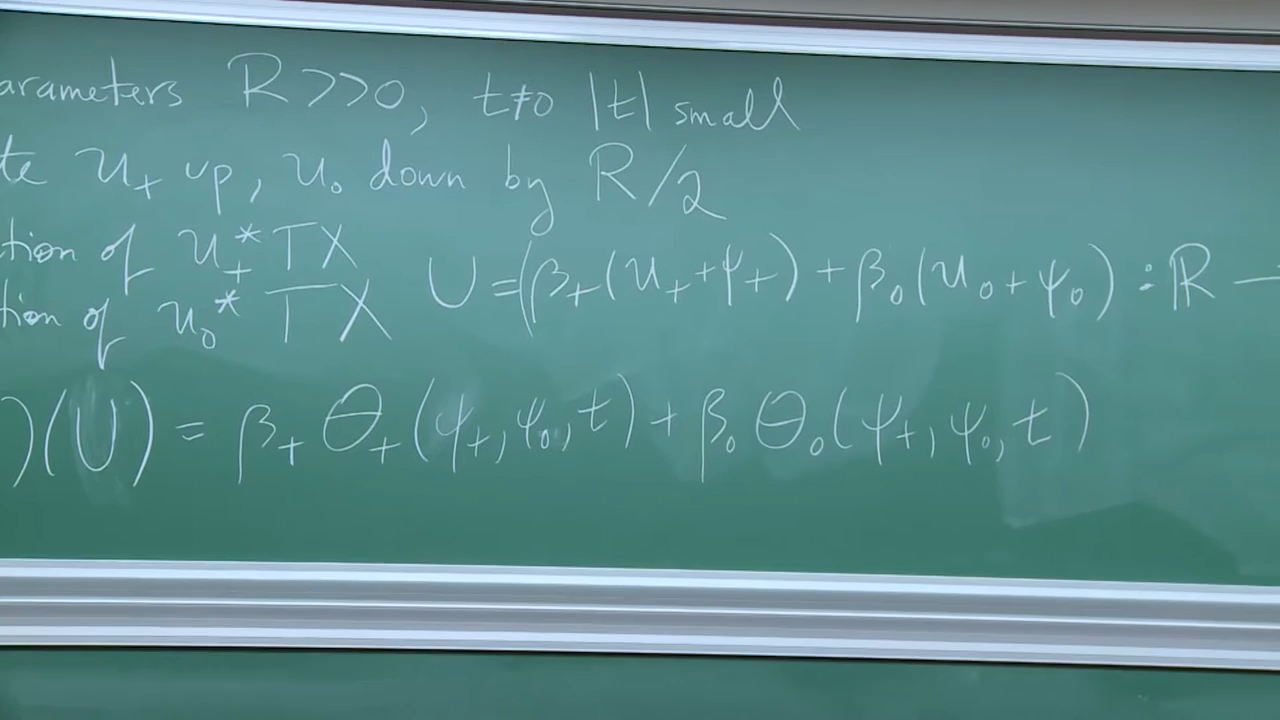 arameters R>>0, t≠0 |t| small
te u₊ up, u₀ down by R/2
tion of u₊*TX
tion of u₀*TX U=(β₊(u₊+ψ₊)+β₀(u₀+ψ₀) : ℝ —
)(U) = β₊ θ₊(ψ₊,ψ₀,t)+β₀ θ₀(ψ₊,ψ₀,t)